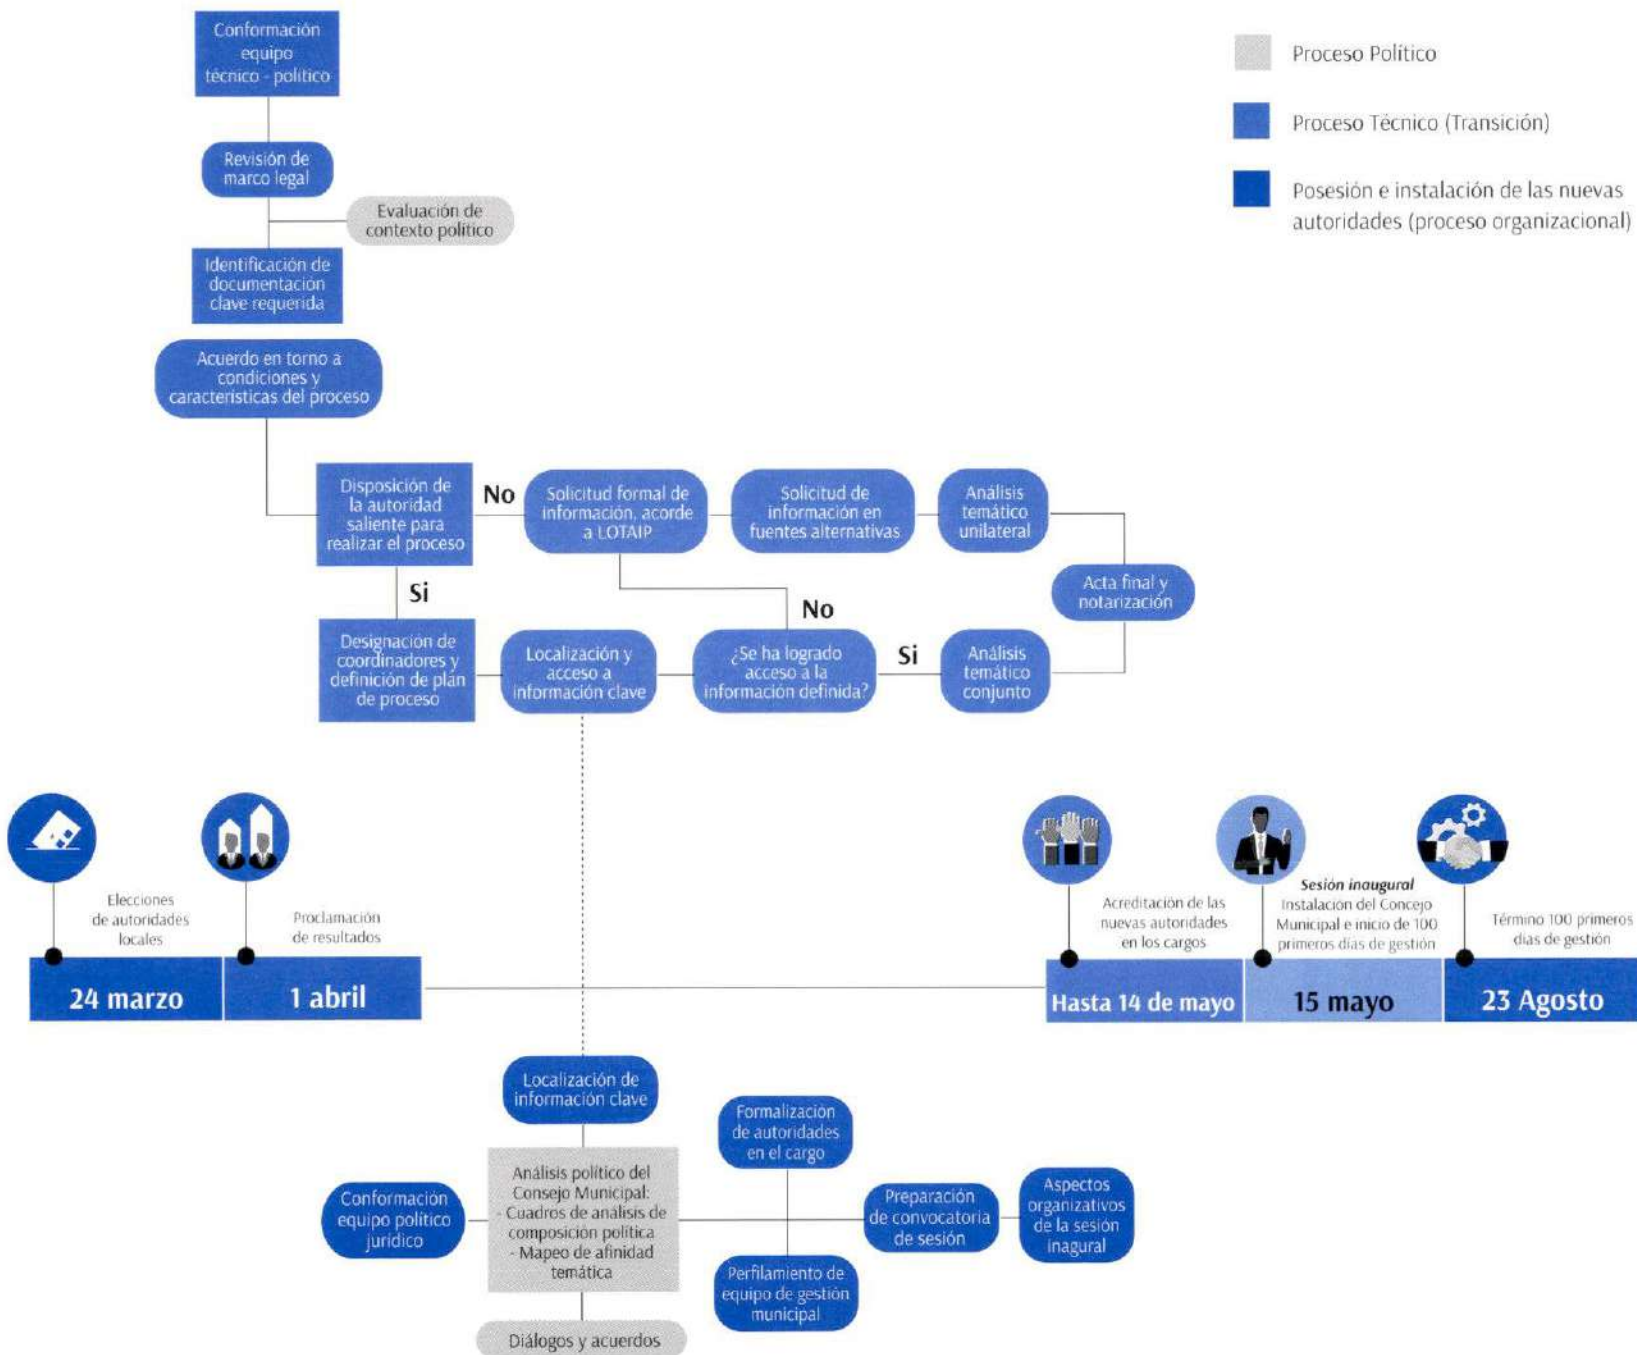 Conformación
equipo
técnico - político
Proceso Político
Proceso Técnico (Transición)
Posesión e instalación de las nuevas
autoridades (proceso organizacional)
Revisión de
marco legal
Evaluación de
contexto político
Identificación de
documentación
clave requerida
Acuerdo en torno a
condiciones y
características del proceso
Disposición de
la autoridad
saliente para
realizar el proceso
No
Solicitud formal de
información, acorde
a LOTAIP
Solicitud de
información en
fuentes alternativas
Análisis
temático
unilateral
Si
No
Acta final y
notarización
Designación de
coordinadores y
definición de plan
de proceso
Localización y
acceso a
información clave
¿Se ha logrado
acceso a la
información definida?
Si
Análisis
temático
conjunto
Elecciones
de autoridades
locales
Proclamación
de resultados
Acreditación de las
nuevas autoridades
en los cargos
Sesión inaugural
Instalación del Concejo
Municipal e inicio de 100
primeros días de gestión
Término 100 primeros
días de gestión
24 marzo
1 abril
Hasta 14 de mayo
15 mayo
23 Agosto
Localización de
información clave
Formalización
de autoridades
en el cargo
Conformación
equipo político
jurídico
Análisis político del
Consejo Municipal:
- Cuadros de análisis de
composición política
- Mapeo de afinidad
temática
Preparación
de convocatoria
de sesión
Aspectos
organizativos
de la sesión
inagural
Perfilamiento de
equipo de gestión
municipal
Diálogos y acuerdos